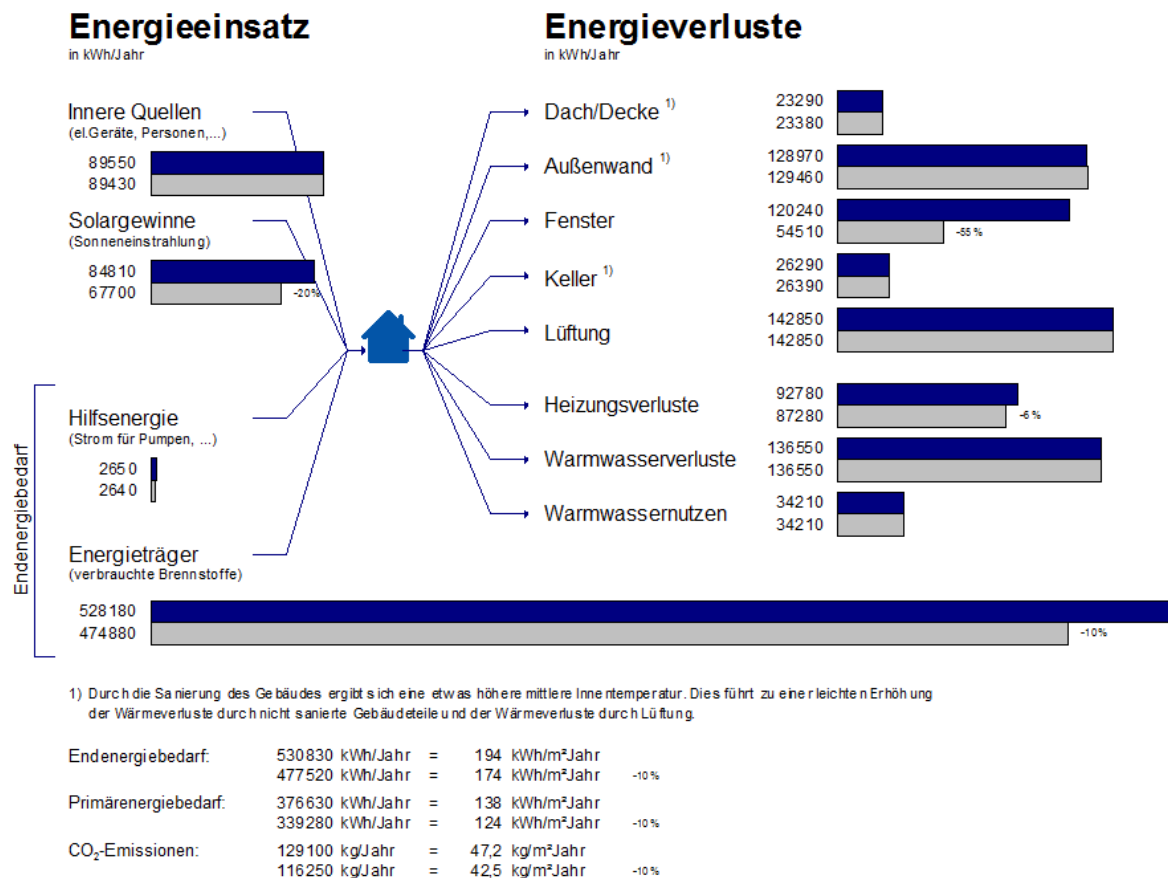 Energieeinsatz
in kWh/Jahr
Innere Quellen
(el.Geräte, Personen,...)
89550
89430
Solargewinne
(Sonneneinstrahlung)
84810
67700 -20%
Endenergiebedarf
Hilfsenergie
(Strom für Pumpen, ...)
2650
2640
Energieträger
(verbrauchte Brennstoffe)
528180
474880 -10%
Energieverluste
in kWh/Jahr
Dach/Decke 1)
23290
23380
Außenwand 1)
128970
129460
Fenster
120240
54510 -55%
Keller 1)
26290
26390
Lüftung
142850
142850
Heizungsverluste
92780
87280 -6%
Warmwasserverluste
136550
136550
Warmwassernutzen
34210
34210
1) Durch die Sanierung des Gebäudes ergibt sich eine etwas höhere mittlere Innentemperatur. Dies führt zu einer leichten Erhöhung
der Wärmeverluste durch nicht sanierte Gebäudeteile und der Wärmeverluste durch Lüftung.
Endenergiebedarf: 530830 kWh/Jahr = 194 kWh/m²Jahr
477520 kWh/Jahr = 174 kWh/m²Jahr -10%
Primärenergiebedarf: 376630 kWh/Jahr = 138 kWh/m²Jahr
339280 kWh/Jahr = 124 kWh/m²Jahr -10%
CO₂-Emissionen: 129100 kg/Jahr = 47,2 kg/m²Jahr
116250 kg/Jahr = 42,5 kg/m²Jahr -10%